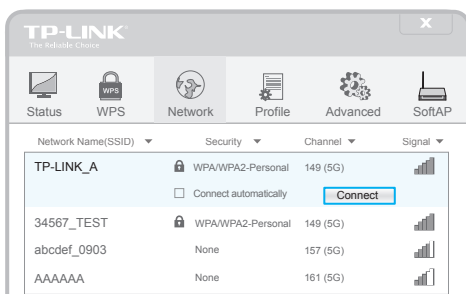 TP-LINK®
The Reliable Choice
X
WPS
Status WPS Network Profile Advanced SoftAP
Network Name(SSID) Security Channel Signal
TP-LINK_A WPA/WPA2-Personal 149 (5G)
Connect automatically Connect
34567_TEST WPA/WPA2-Personal 149 (5G)
abcdef_0903 None 157 (5G)
AAAAAA None 161 (5G)